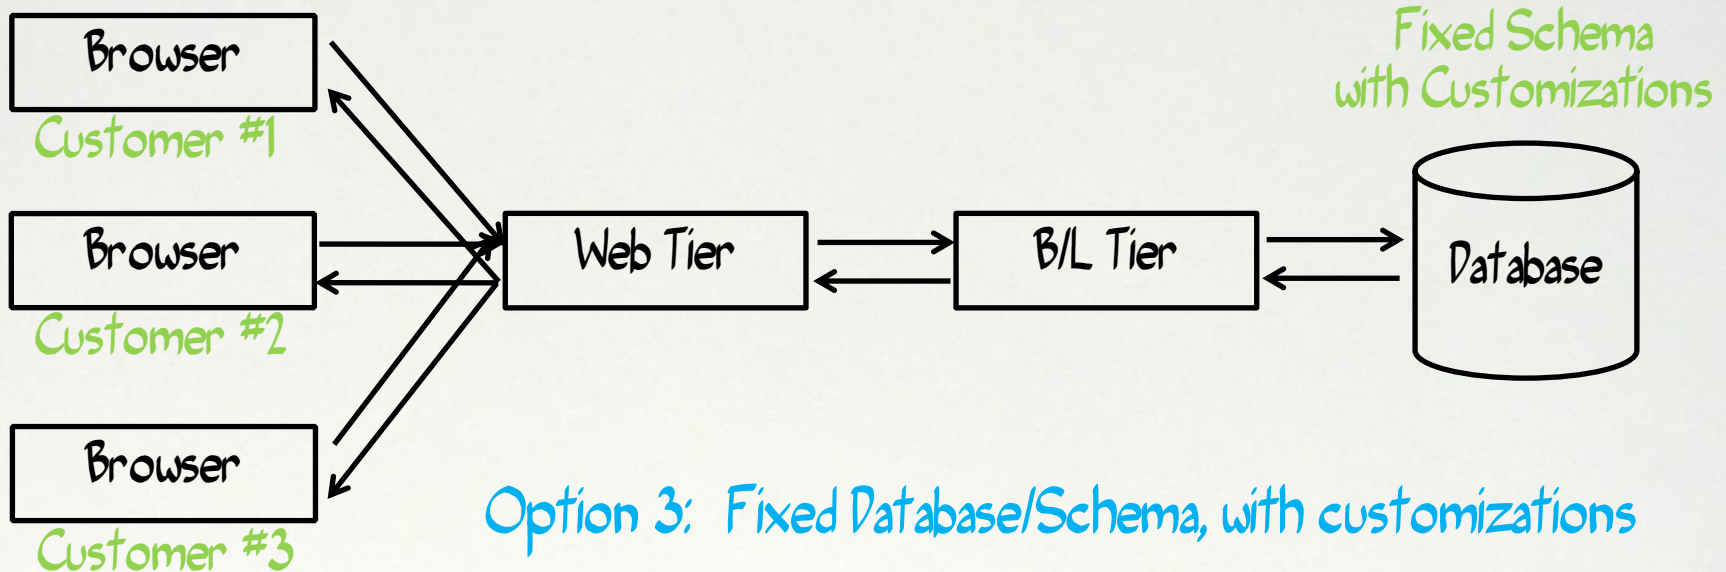 Browser
Customer #1
Browser
Customer #2
Browser
Customer #3
Web Tier
B/L Tier
Fixed Schema
with Customizations
Database
Option 3:  Fixed Database/Schema, with customizations